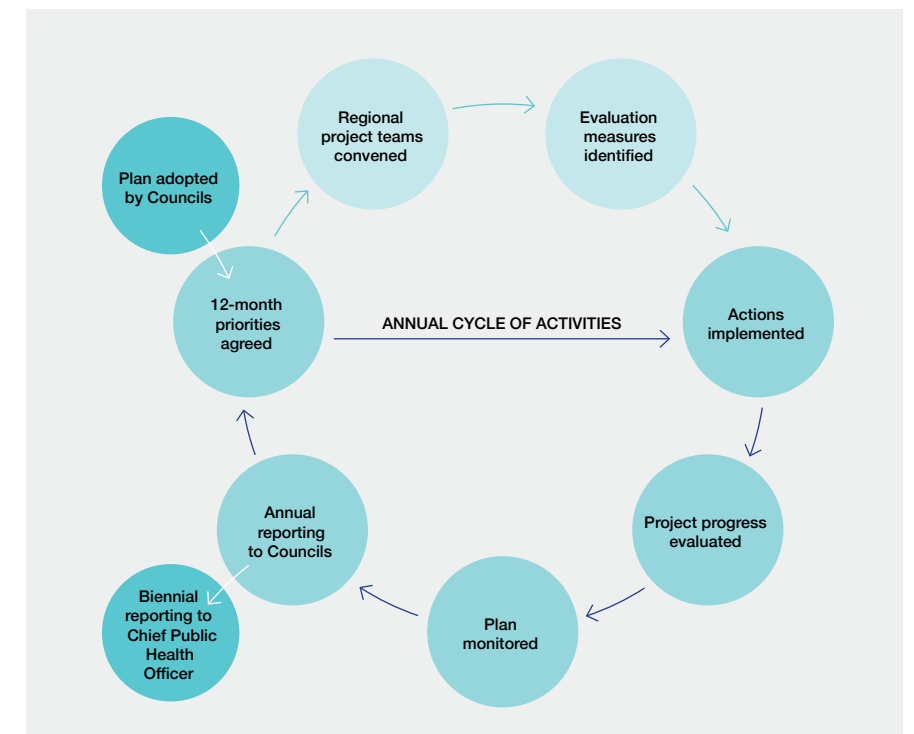 Regional
project teams
convened
Evaluation
measures
identified
Plan adopted
by Councils
12-month
priorities
agreed
ANNUAL CYCLE OF ACTIVITIES
Actions
implemented
Project progress
evaluated
Plan
monitored
Annual
reporting
to Councils
Biennial
reporting to
Chief Public
Health
Officer